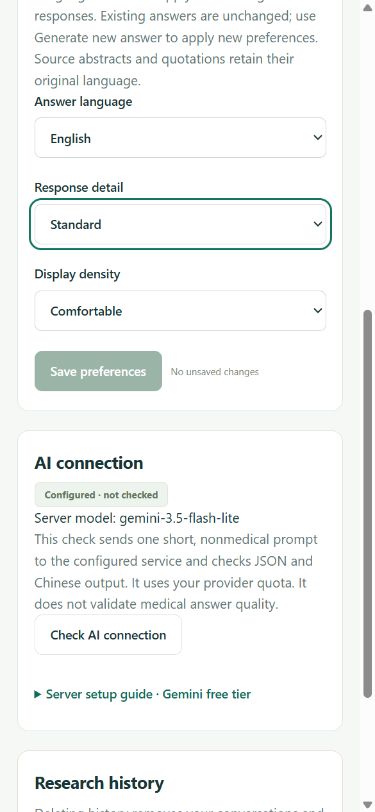 responses. Existing answers are unchanged; use
Generate new answer to apply new preferences.
Source abstracts and quotations retain their
original language.
Answer language
English
Response detail
Standard
Display density
Comfortable
Save preferences No unsaved changes
AI connection
Configured · not checked
Server model: gemini-3.5-flash-lite
This check sends one short, nonmedical prompt
to the configured service and checks JSON and
Chinese output. It uses your provider quota. It
does not validate medical answer quality.
Check AI connection
Server setup guide · Gemini free tier
Research history